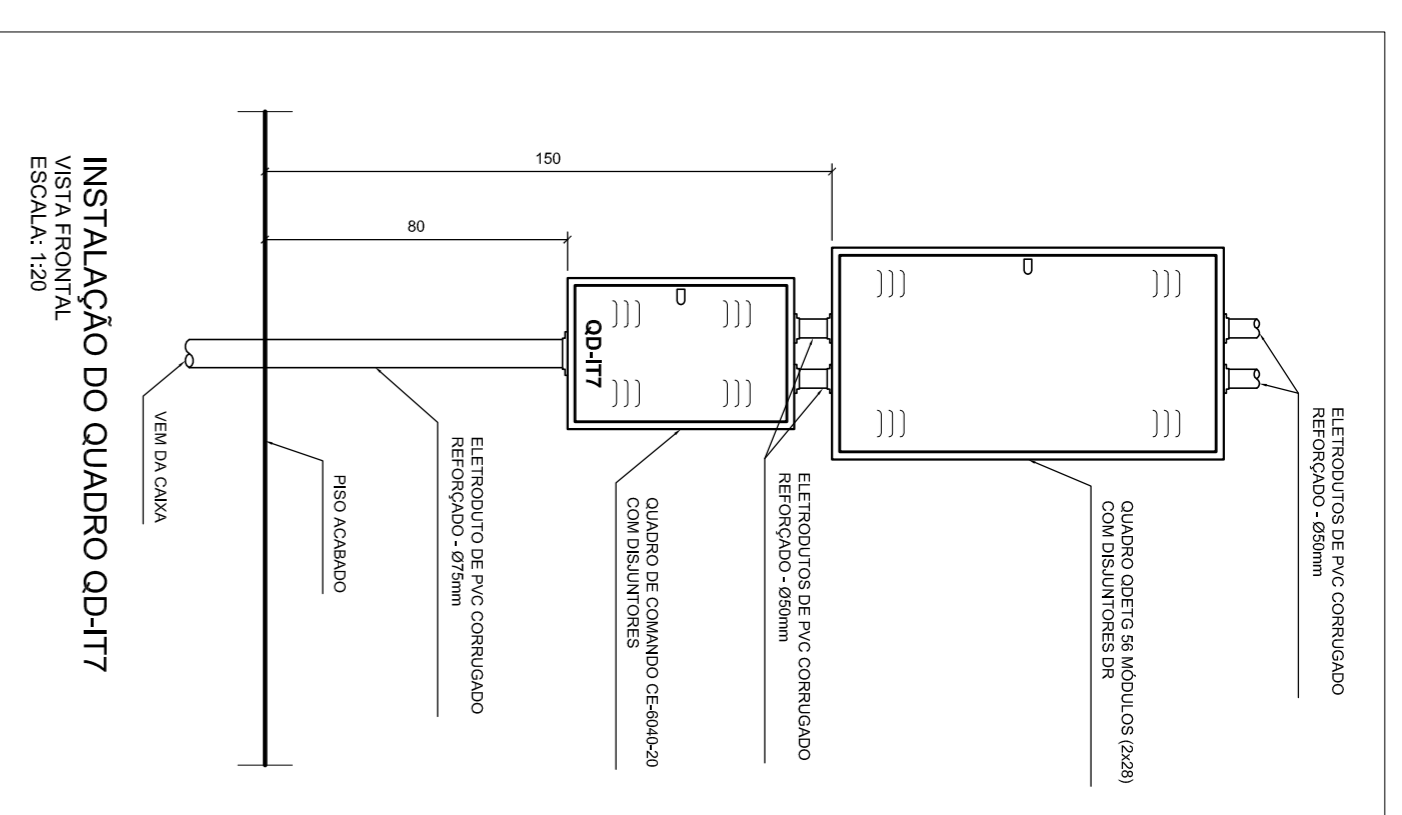 ELETRODUTOS DE PVC CORRUGADO
REFORÇADO - Ø50mm
QUADRO QDETG 56 MÓDULOS (2x28)
COM DISJUNTORES DR
ELETRODUTOS DE PVC CORRUGADO
REFORÇADO - Ø50mm
QUADRO DE COMANDO CE-6040-20
COM DISJUNTORES
QD-IT7
150
80
ELETRODUTO DE PVC CORRUGADO
REFORÇADO - Ø75mm
PISO ACABADO
VEM DA CAIXA
INSTALAÇÃO DO QUADRO QD-IT7
VISTA FRONTAL
ESCALA: 1:20